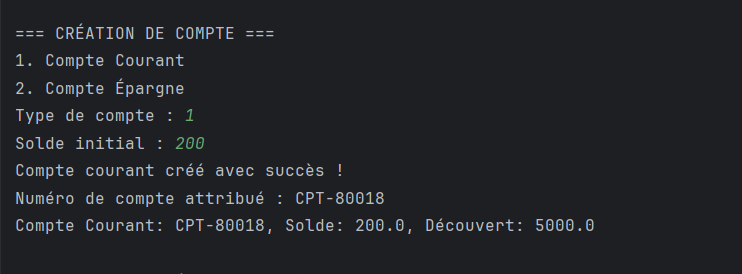 === CRÉATION DE COMPTE ===
1. Compte Courant
2. Compte Épargne
Type de compte : 1
Solde initial : 200
Compte courant créé avec succès !
Numéro de compte attribué : CPT-80018
Compte Courant: CPT-80018, Solde: 200.0, Découvert: 5000.0